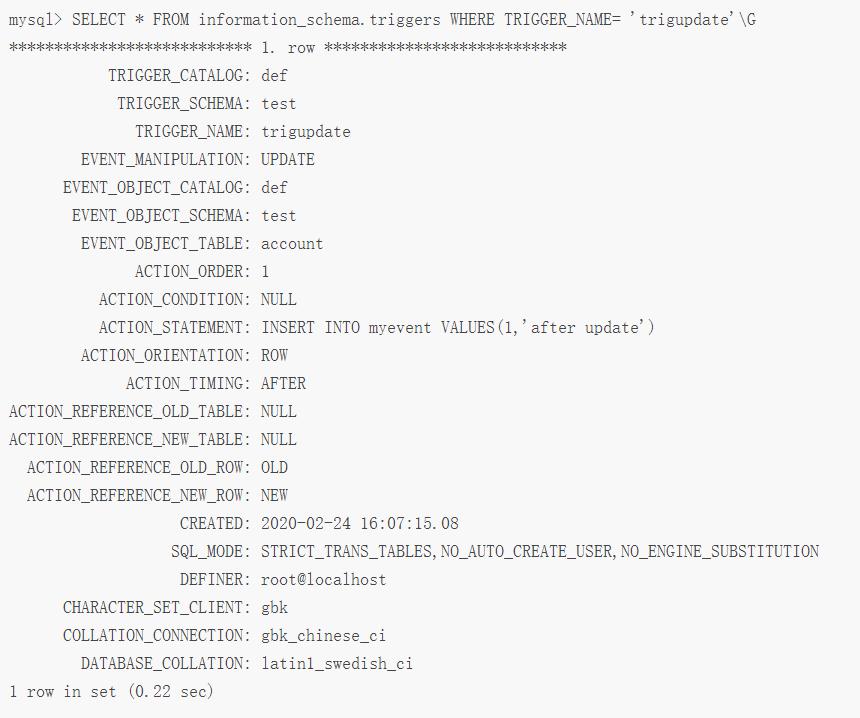 mysql> SELECT * FROM information_schema.triggers WHERE TRIGGER_NAME= 'trigupdate'\G
*************************** 1. row ***************************
TRIGGER_CATALOG: def
TRIGGER_SCHEMA: test
TRIGGER_NAME: trigupdate
EVENT_MANIPULATION: UPDATE
EVENT_OBJECT_CATALOG: def
EVENT_OBJECT_SCHEMA: test
EVENT_OBJECT_TABLE: account
ACTION_ORDER: 1
ACTION_CONDITION: NULL
ACTION_STATEMENT: INSERT INTO myevent VALUES(1,'after update')
ACTION_ORIENTATION: ROW
ACTION_TIMING: AFTER
ACTION_REFERENCE_OLD_TABLE: NULL
ACTION_REFERENCE_NEW_TABLE: NULL
ACTION_REFERENCE_OLD_ROW: OLD
ACTION_REFERENCE_NEW_ROW: NEW
CREATED: 2020-02-24 16:07:15.08
SQL_MODE: STRICT_TRANS_TABLES,NO_AUTO_CREATE_USER,NO_ENGINE_SUBSTITUTION
DEFINER: root@localhost
CHARACTER_SET_CLIENT: gbk
COLLATION_CONNECTION: gbk_chinese_ci
DATABASE_COLLATION: latin1_swedish_ci
1 row in set (0.22 sec)